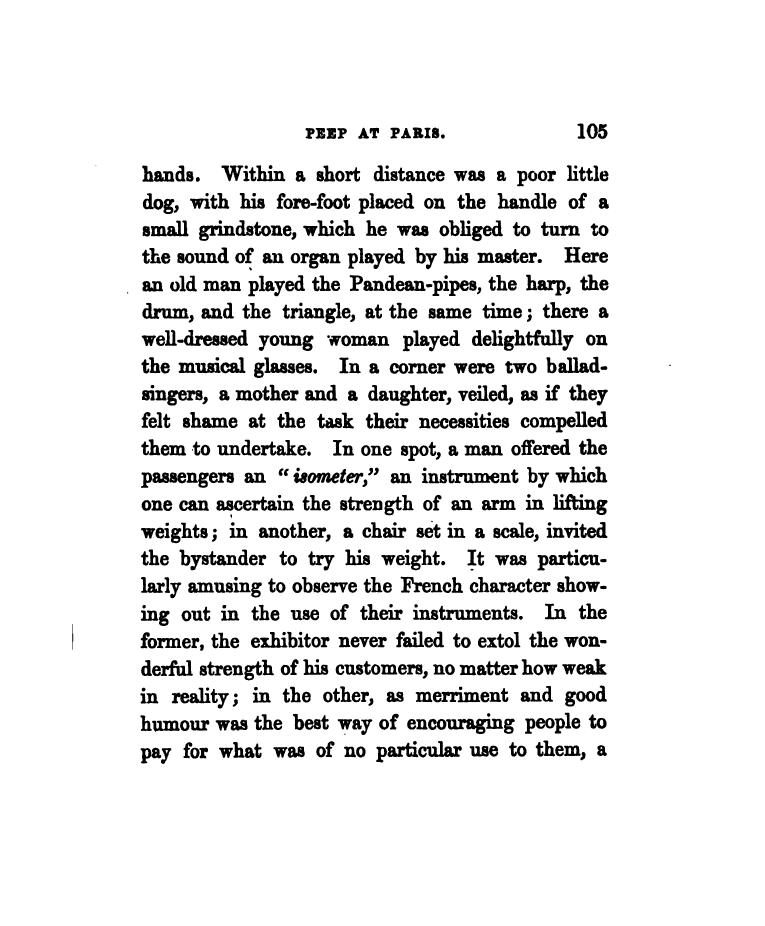 PEEP AT PARIS. 105
hands. Within a short distance was a poor little
dog, with his fore-foot placed on the handle of a
small grindstone, which he was obliged to turn to
the sound of an organ played by his master. Here
an old man played the Pandean-pipes, the harp, the
drum, and the triangle, at the same time; there a
well-dressed young woman played delightfully on
the musical glasses. In a corner were two ballad-
singers, a mother and a daughter, veiled, as if they
felt shame at the task their necessities compelled
them to undertake. In one spot, a man offered the
passengers an "isometer," an instrument by which
one can ascertain the strength of an arm in lifting
weights; in another, a chair set in a scale, invited
the bystander to try his weight. It was particu-
larly amusing to observe the French character show-
ing out in the use of their instruments. In the
former, the exhibitor never failed to extol the won-
derful strength of his customers, no matter how weak
in reality; in the other, as merriment and good
humour was the best way of encouraging people to
pay for what was of no particular use to them, a